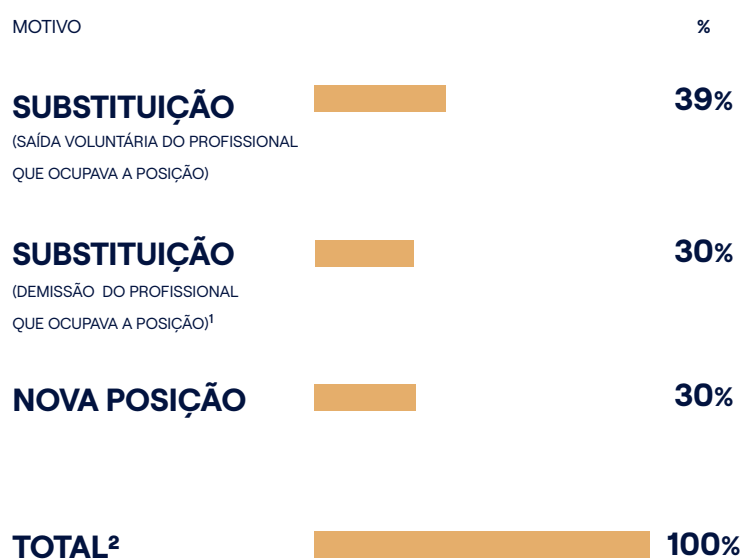 MOTIVO %
SUBSTITUIÇÃO 39%
(SAÍDA VOLUNTÁRIA DO PROFISSIONAL
QUE OCUPAVA A POSIÇÃO)
SUBSTITUIÇÃO 30%
(DEMISSÃO DO PROFISSIONAL
QUE OCUPAVA A POSIÇÃO)¹
NOVA POSIÇÃO 30%
TOTAL² 100%